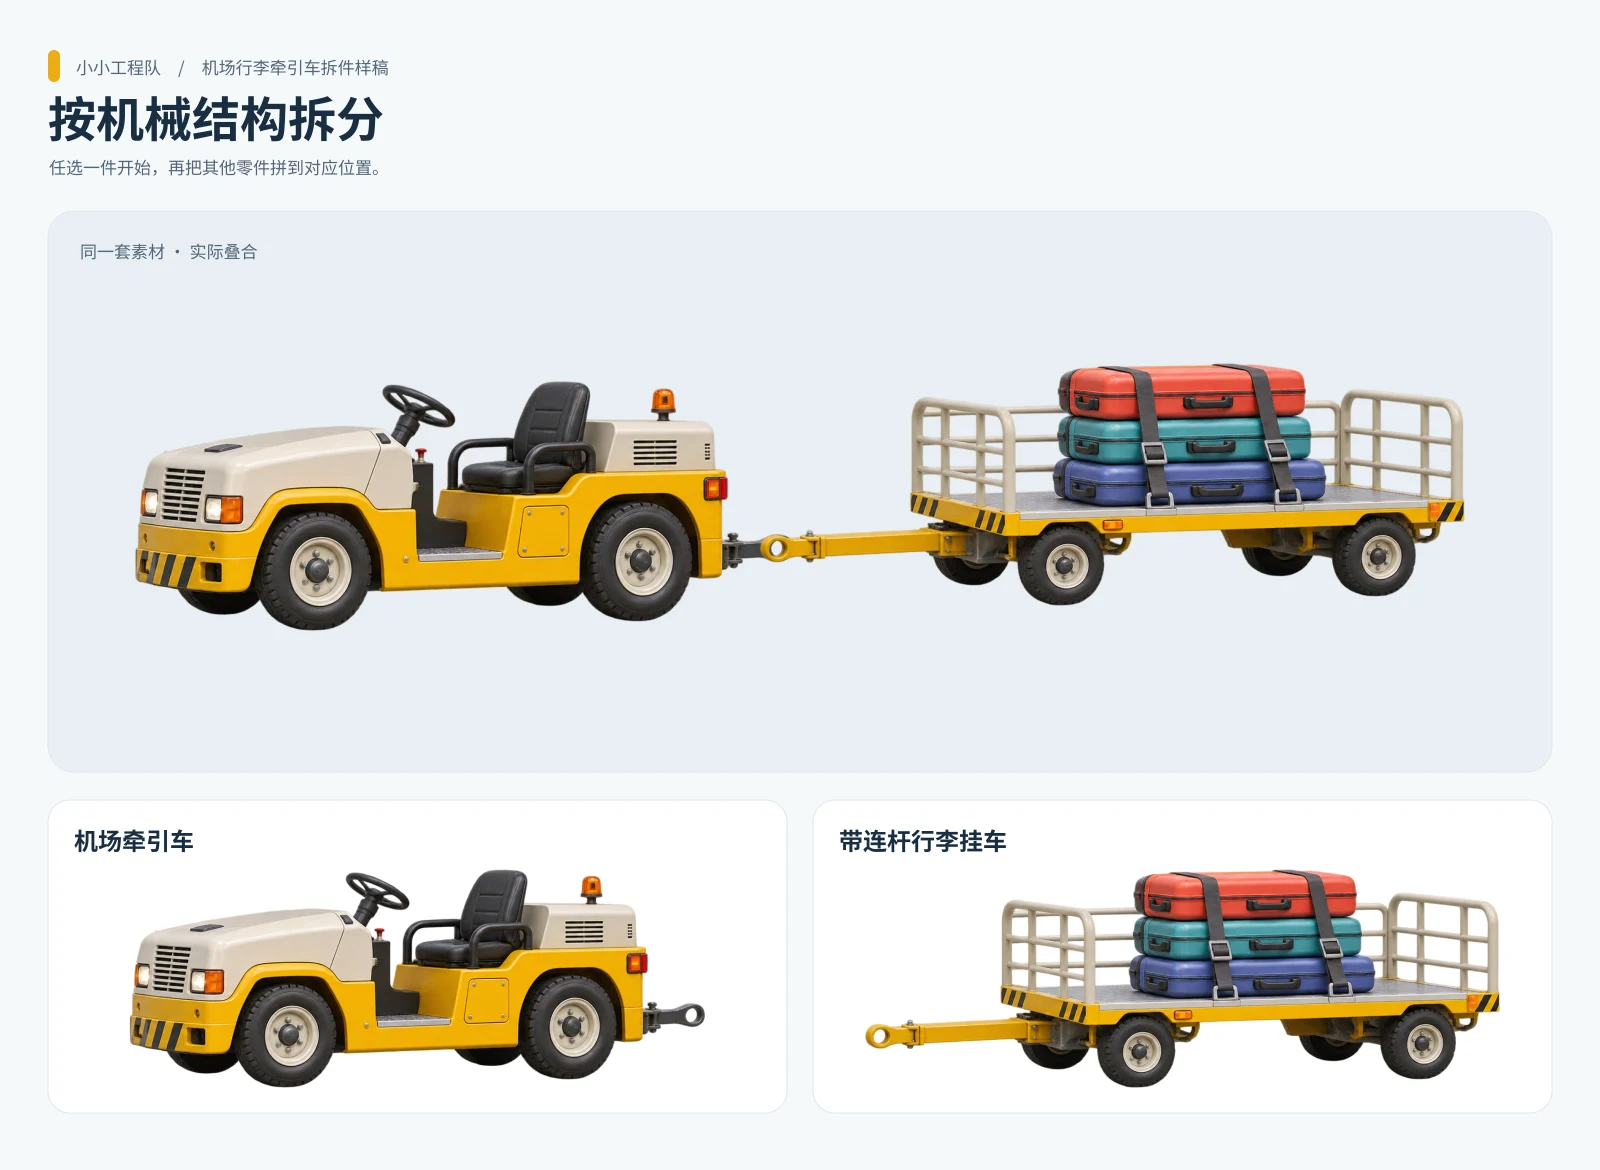 小小工程队 / 机场行李牵引车拆件样稿
按机械结构拆分
任选一件开始，再把其他零件拼到对应位置。
同一套素材 · 实际叠合
机场牵引车
带连杆行李挂车